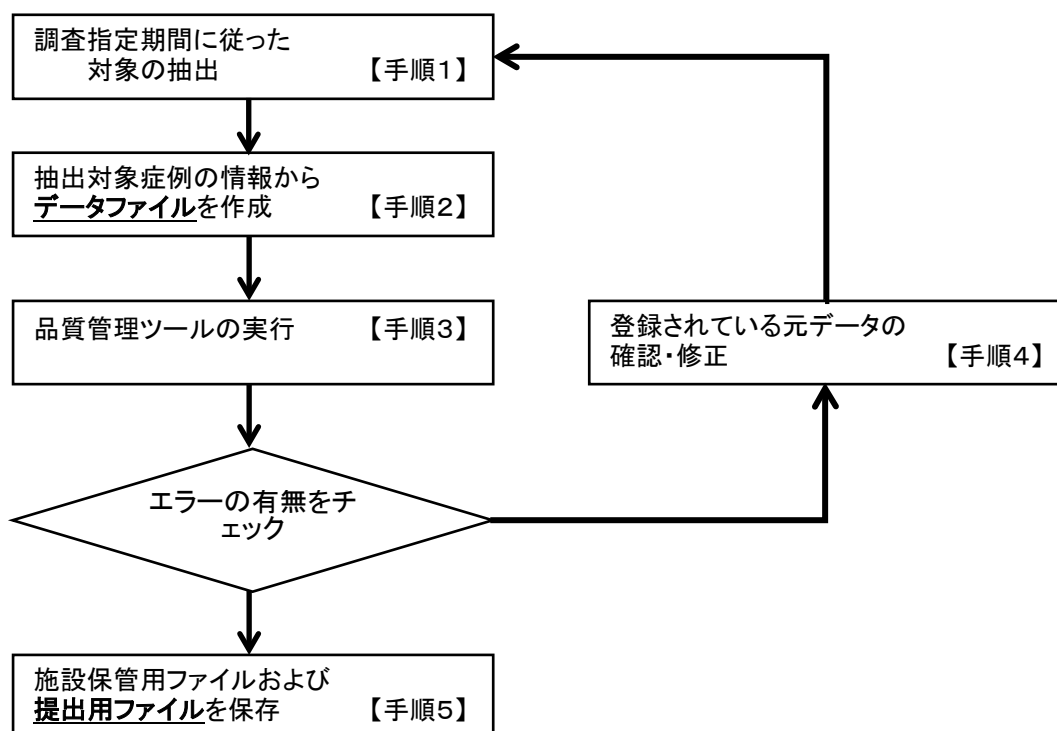 調査指定期間に従った
対象の抽出 【手順1】
抽出対象症例の情報から
データファイルを作成 【手順2】
品質管理ツールの実行 【手順3】
登録されている元データの
確認・修正 【手順4】
エラーの有無をチ
ェック
施設保管用ファイルおよび
提出用ファイルを保存 【手順5】